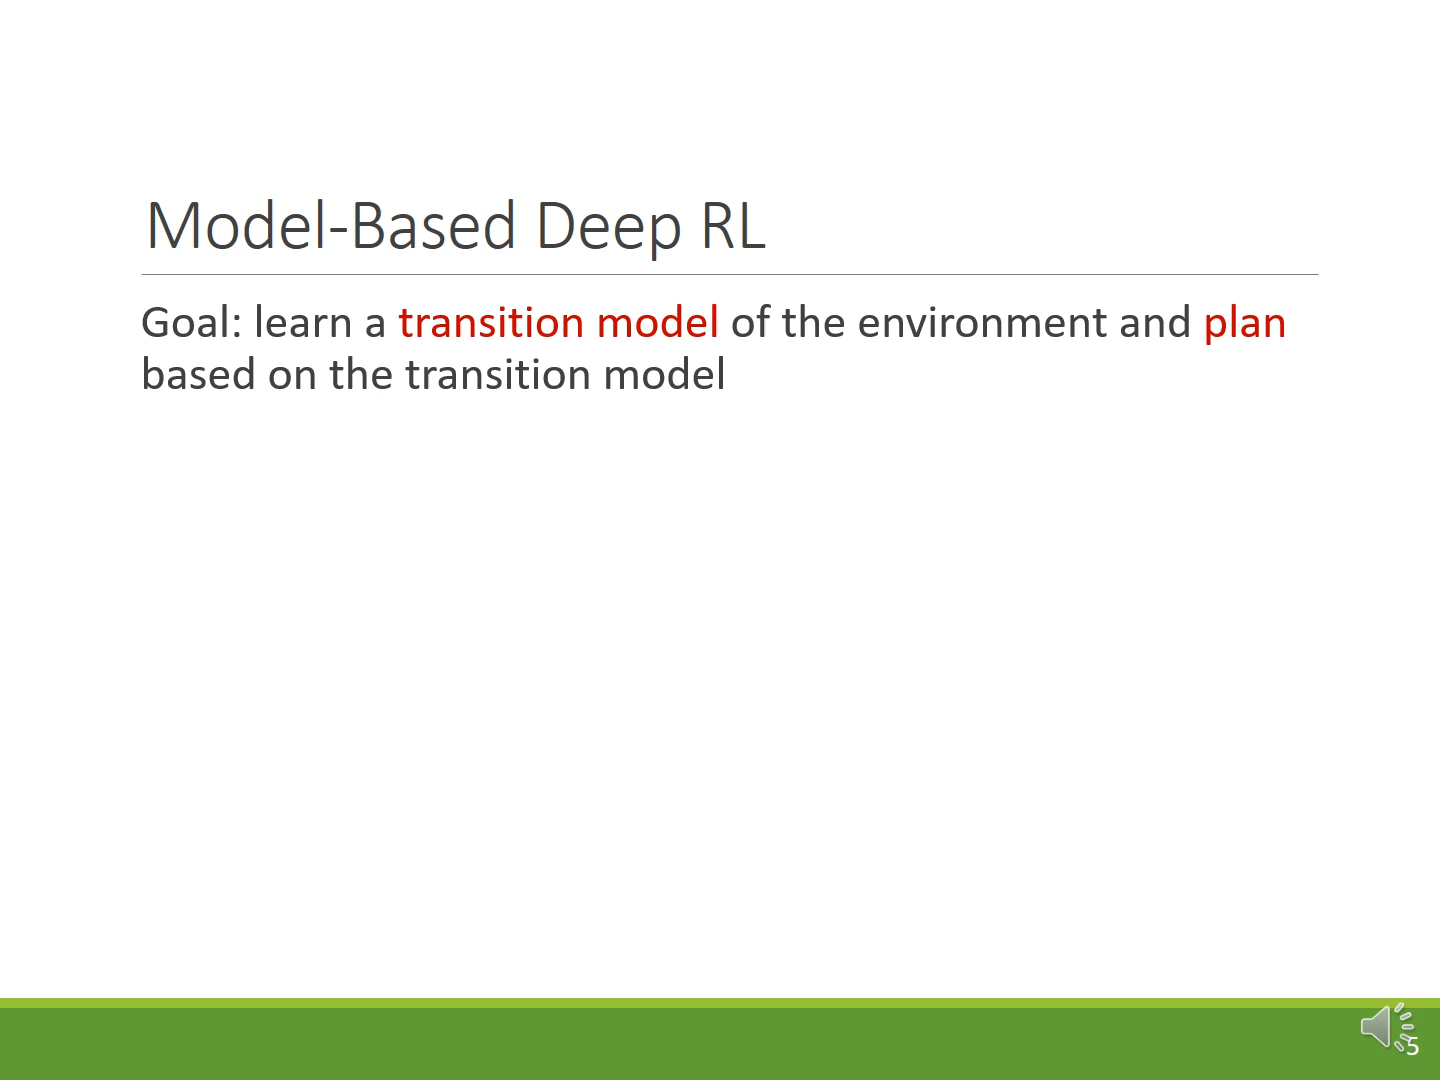 Model-Based Deep RL
Goal: learn a transition model of the environment and plan
based on the transition model
5